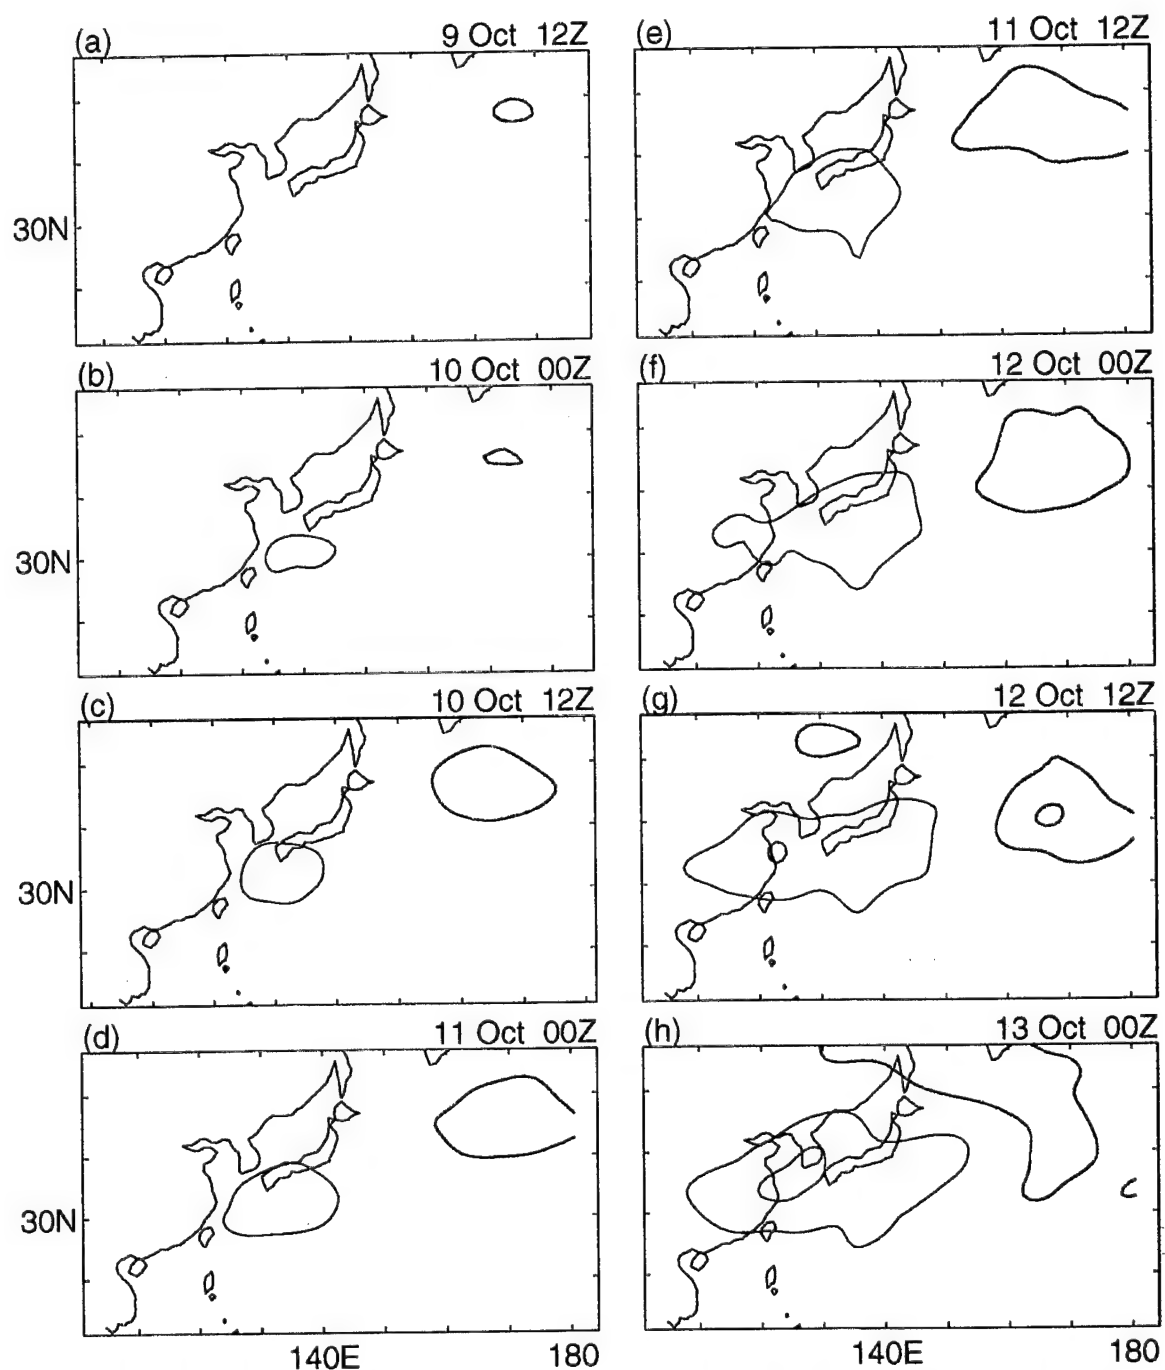 (a) 9 Oct 12Z
30N
(b) 10 Oct 00Z
30N
(c) 10 Oct 12Z
30N
(d) 11 Oct 00Z
30N
140E 180
(e) 11 Oct 12Z
(f) 12 Oct 00Z
(g) 12 Oct 12Z
(h) 13 Oct 00Z
140E 180